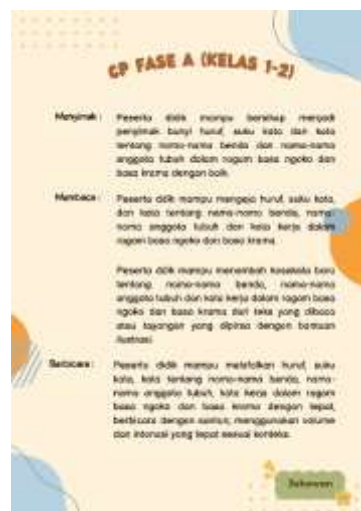 CP FASE A (KELAS 1-2)
Menyimak : Peserta didik mampu bersikap menjadi
penyimak bunyi huruf, suku kata dan kata
tentang nama-nama benda dan nama-nama
anggota tubuh dalam ragam basa ngoko dan
basa krama dengan baik.
Membaca : Peserta didik mampu mengeja huruf, suku kata,
dan kata tentang nama-nama benda, nama-
nama anggota tubuh dan kata kerja dalam
ragam basa ngoko dan basa krama.
Peserta didik mampu menambah kosakata baru
tentang nama-nama benda, nama-nama
anggota tubuh dan kata kerja dalam ragam basa
ngoko dan basa krama dari teks yang dibaca
atau tayangan yang dipirsa dengan bantuan
ilustrasi.
Berbicara : Peserta didik mampu melafalkan huruf, suku
kata, kata tentang nama-nama benda, nama-
nama anggota tubuh, kata kerja dalam ragam
basa ngoko dan basa krama dengan tepat,
berbicara dengan santun, menggunakan volume
dan intonasi yang tepat sesuai konteks.